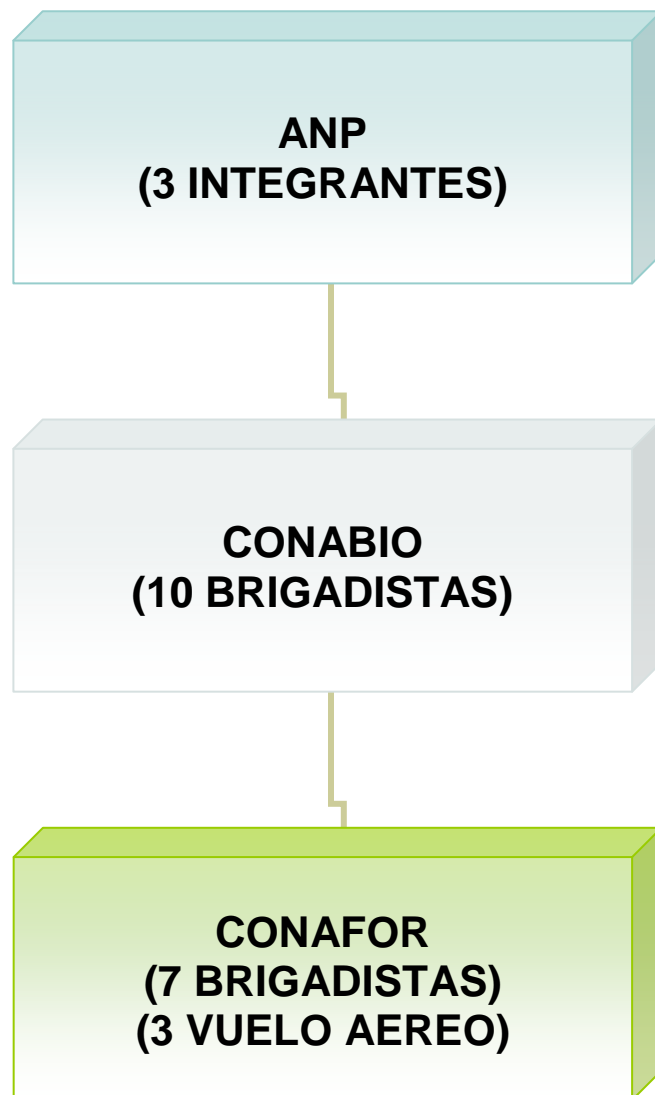 ANP
(3 INTEGRANTES)
CONABIO
(10 BRIGADISTAS)
CONAFOR
(7 BRIGADISTAS)
(3 VUELO AEREO)